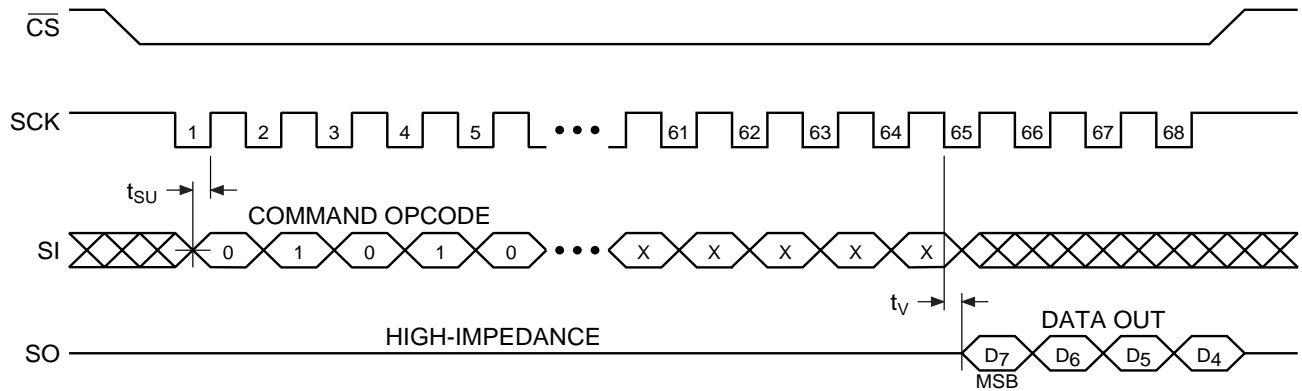 CS
SCK 1 2 3 4 5 ••• 61 62 63 64 65 66 67 68
tSU
COMMAND OPCODE
SI 0 1 0 1 0 ••• X X X X X
tV
HIGH-IMPEDANCE DATA OUT
SO D7 D6 D5 D4
MSB